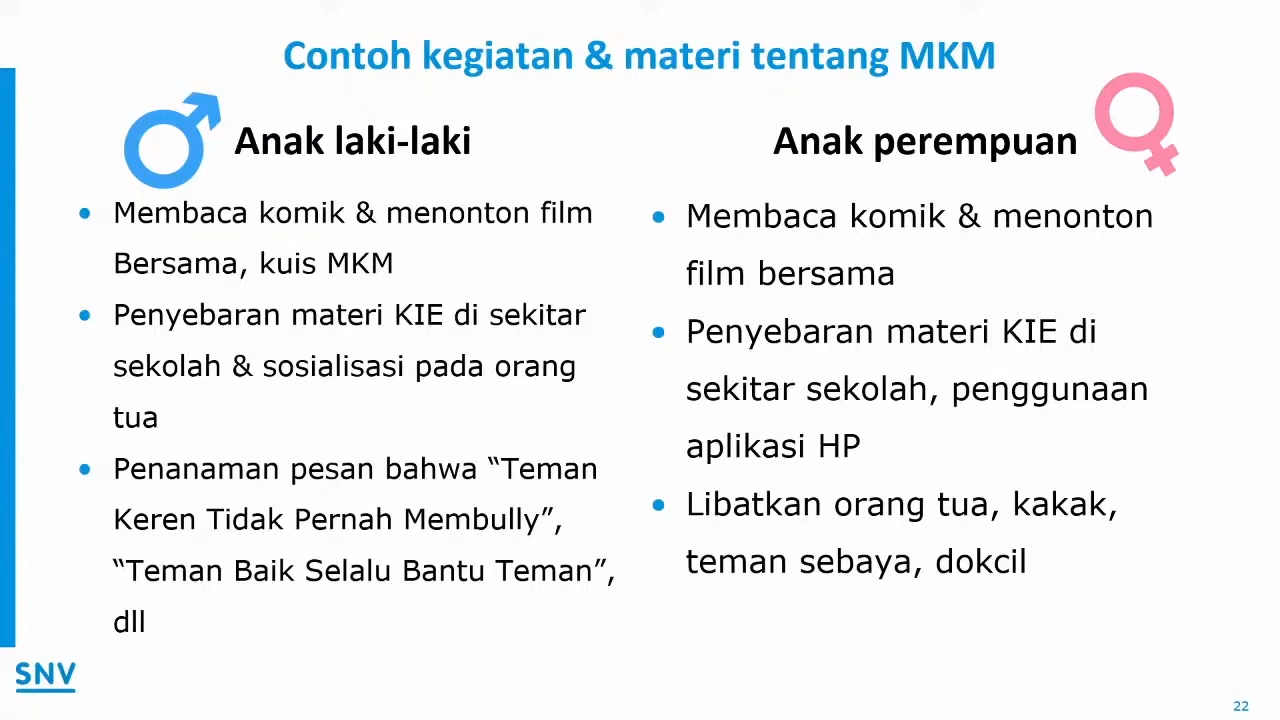 Contoh kegiatan & materi tentang MKM
Anak laki-laki
• Membaca komik & menonton film
Bersama, kuis MKM
• Penyebaran materi KIE di sekitar
sekolah & sosialisasi pada orang
tua
• Penanaman pesan bahwa “Teman
Keren Tidak Pernah Membully”,
“Teman Baik Selalu Bantu Teman”,
dll
Anak perempuan
• Membaca komik & menonton
film bersama
• Penyebaran materi KIE di
sekitar sekolah, penggunaan
aplikasi HP
• Libatkan orang tua, kakak,
teman sebaya, dokcil
SNV
22